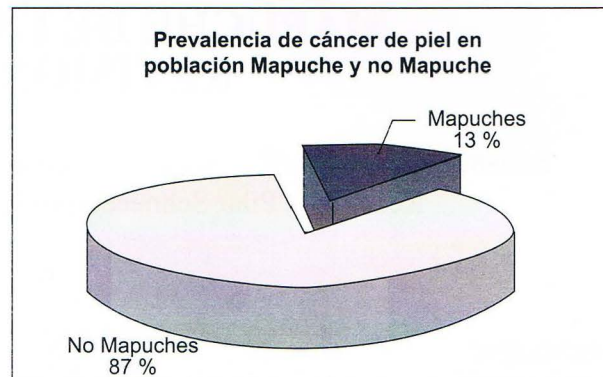 Prevalencia de cáncer de piel en
población Mapuche y no Mapuche
Mapuches
13 %
No Mapuches
87 %